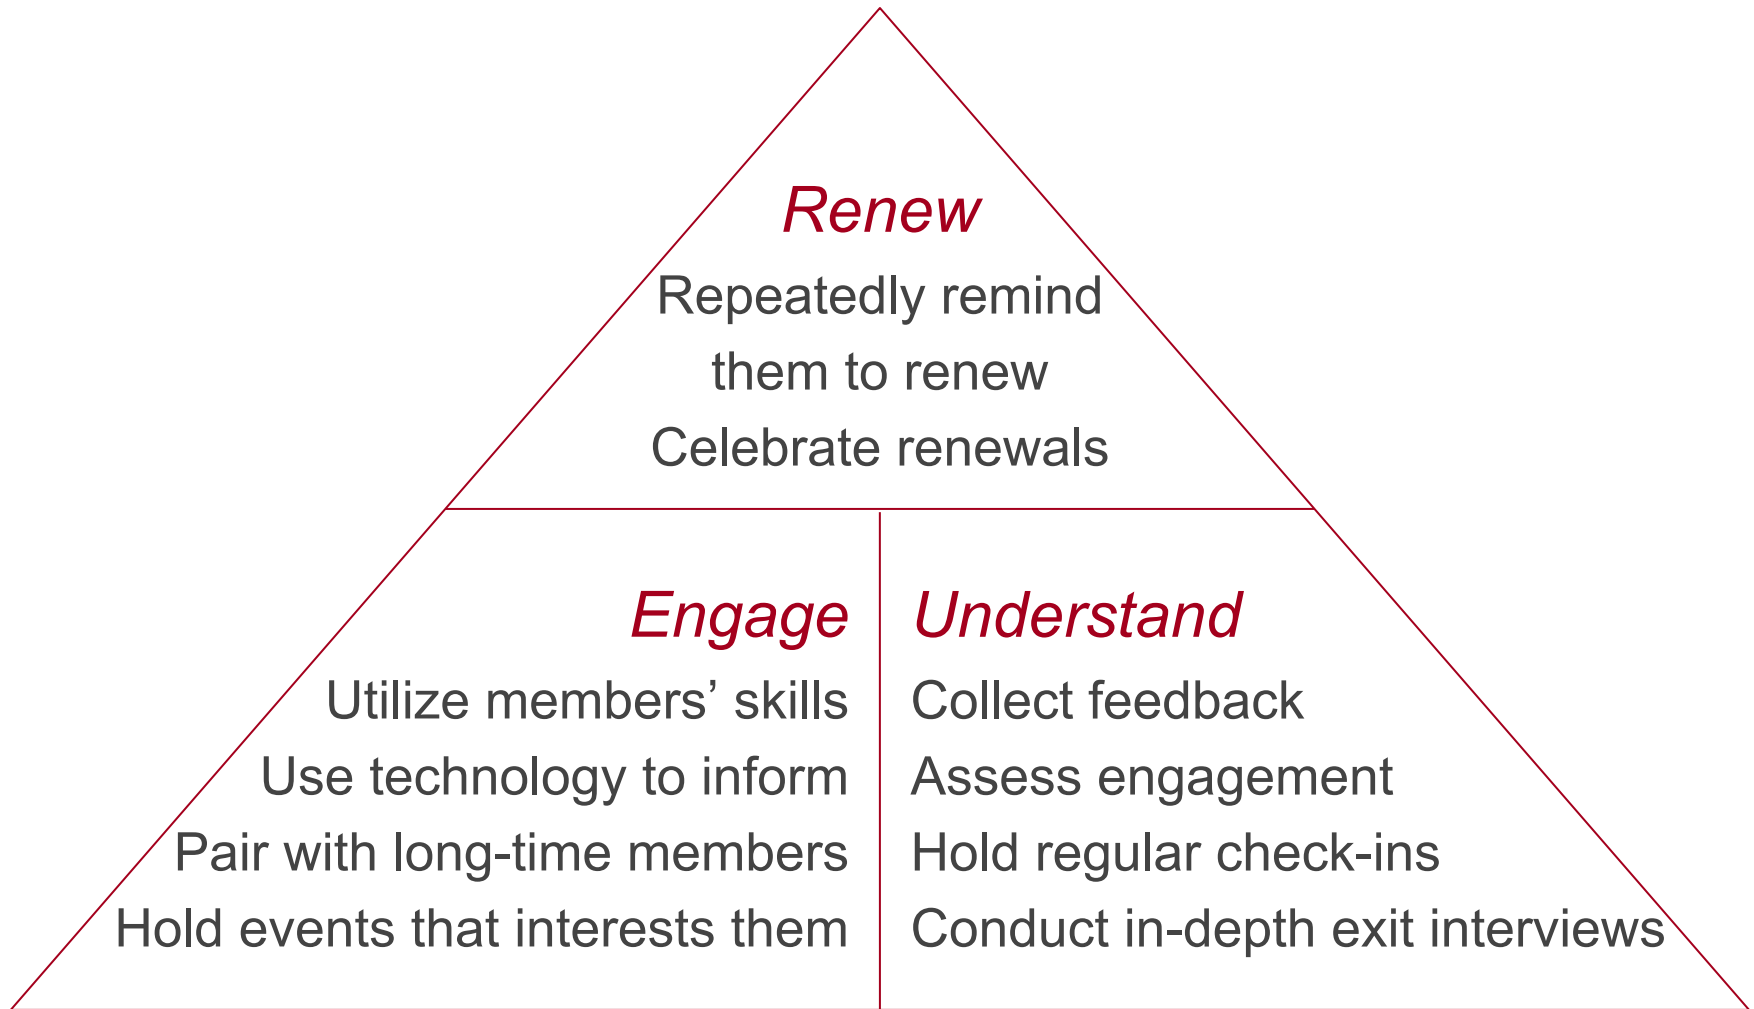 Renew
Repeatedly remind
them to renew
Celebrate renewals
Engage
Utilize members’ skills
Use technology to inform
Pair with long-time members
Hold events that interests them
Understand
Collect feedback
Assess engagement
Hold regular check-ins
Conduct in-depth exit interviews